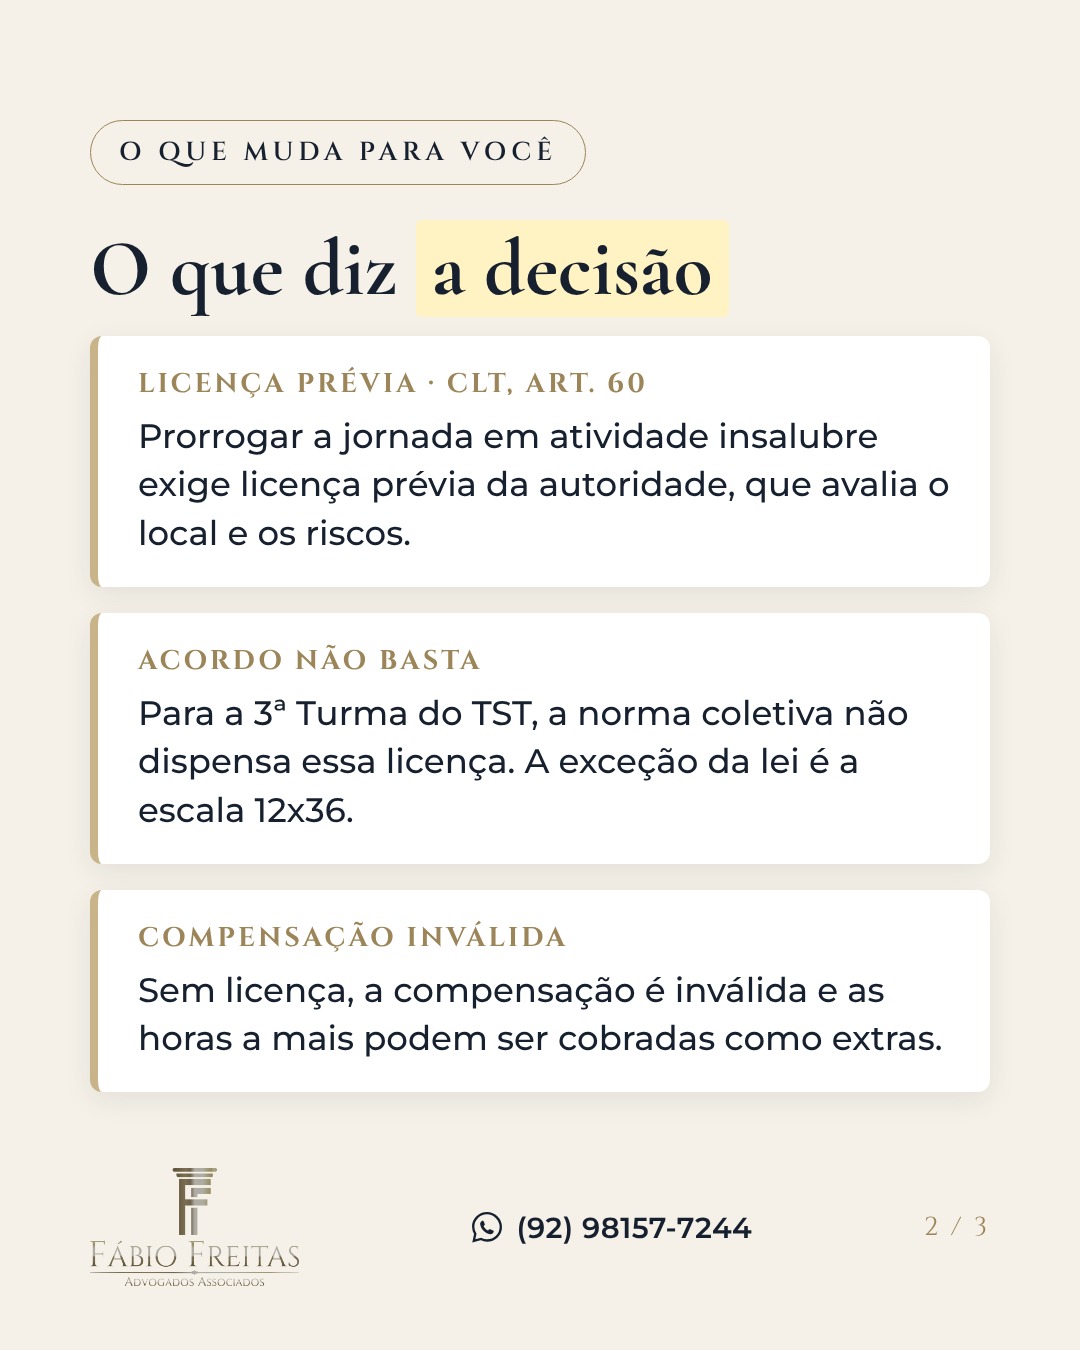 O QUE MUDA PARA VOCÊ
O que diz a decisão
LICENÇA PRÉVIA · CLT, ART. 60
Prorrogar a jornada em atividade insalubre
exige licença prévia da autoridade, que avalia o
local e os riscos.
ACORDO NÃO BASTA
Para a 3ª Turma do TST, a norma coletiva não
dispensa essa licença. A exceção da lei é a
escala 12x36.
COMPENSAÇÃO INVÁLIDA
Sem licença, a compensação é inválida e as
horas a mais podem ser cobradas como extras.
FÁBIO FREITAS
ADVOGADOS ASSOCIADOS
(92) 98157-7244
2 / 3